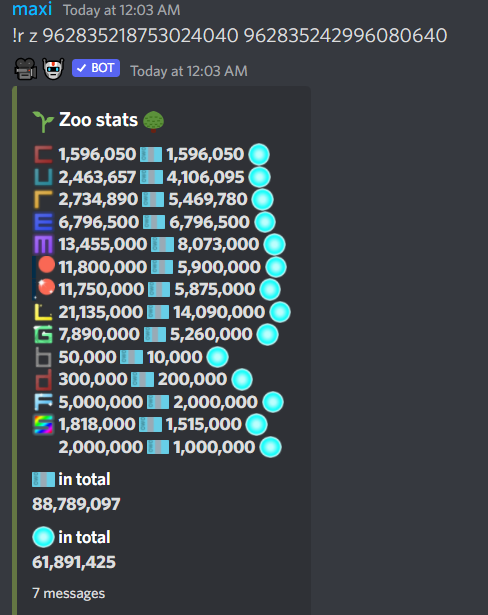 maxi Today at 12:03 AM
!r z 962835218753024040 962835242996080640
BOT Today at 12:03 AM
Zoo stats
C 1,596,050 1,596,050
U 2,463,657 4,106,095
r 2,734,890 5,469,780
E 6,796,500 6,796,500
m 13,455,000 8,073,000
11,800,000 5,900,000
11,750,000 5,875,000
L 21,135,000 14,090,000
G 7,890,000 5,260,000
b 50,000 10,000
d 300,000 200,000
F 5,000,000 2,000,000
S 1,818,000 1,515,000
2,000,000 1,000,000
in total
88,789,097
in total
61,891,425
7 messages